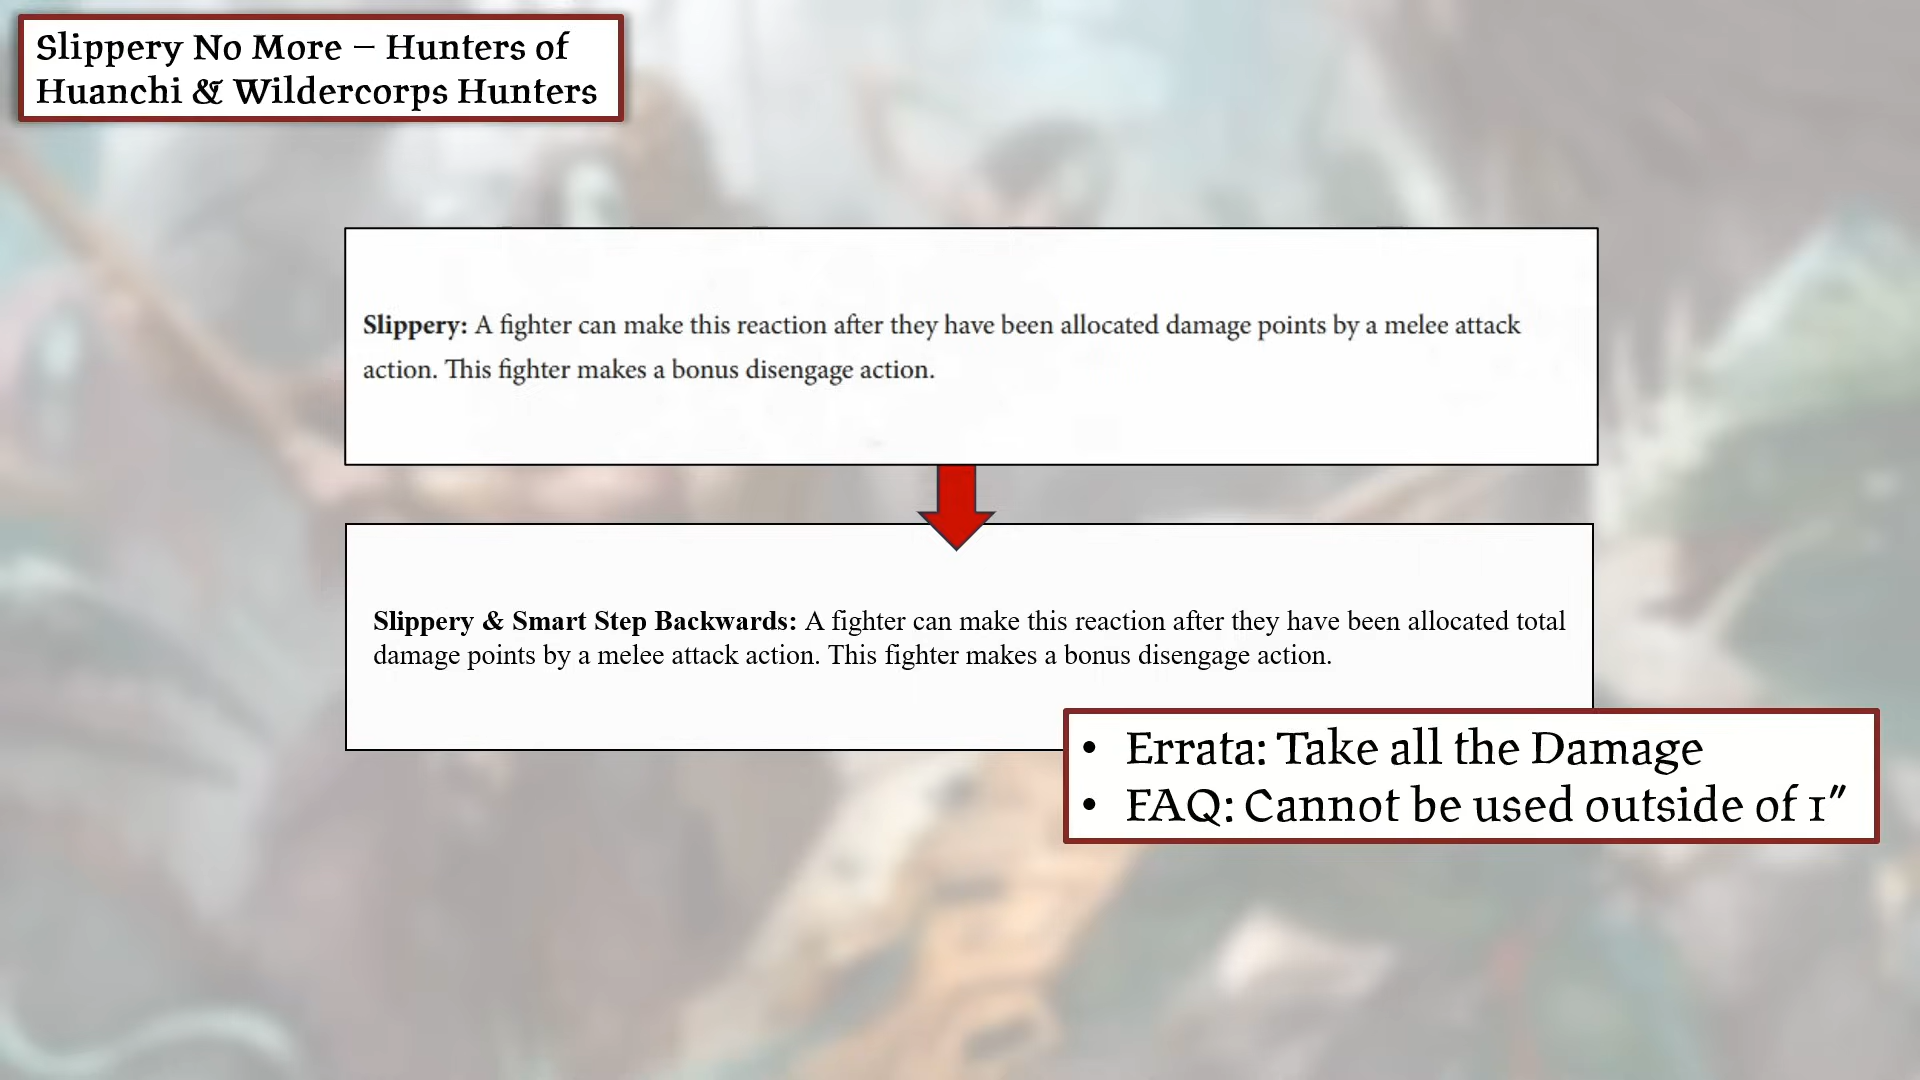 Slippery No More – Hunters of
Huanchi & Wildercorps Hunters
Slippery: A fighter can make this reaction after they have been allocated damage points by a melee attack
action. This fighter makes a bonus disengage action.
Slippery & Smart Step Backwards: A fighter can make this reaction after they have been allocated total
damage points by a melee attack action. This fighter makes a bonus disengage action.
• Errata: Take all the Damage
• FAQ: Cannot be used outside of 1”